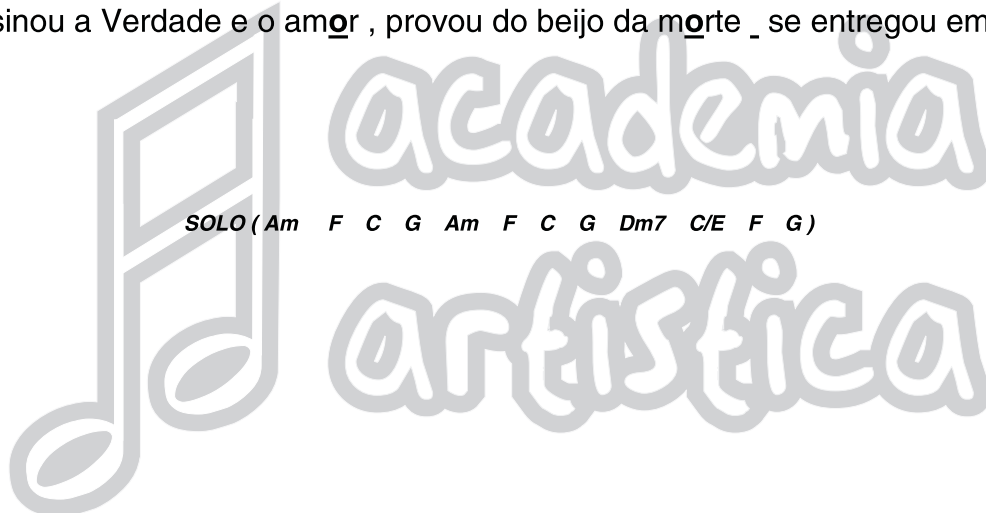 sinou a Verdade e o amor , provou do beijo da morte _ se entregou em
academia
SOLO ( Am F C G Am F C G Dm7 C/E F G )
artistica